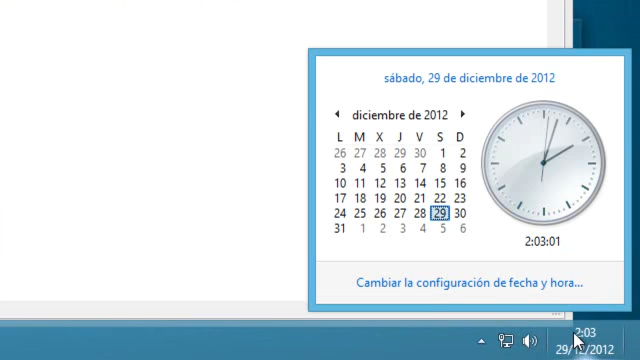 sábado, 29 de diciembre de 2012
diciembre de 2012
L M X J V S D
26 27 28 29 30 1 2
3 4 5 6 7 8 9
10 11 12 13 14 15 16
17 18 19 20 21 22 23
24 25 26 27 28 29 30
31 1 2 3 4 5 6
2:03:01
Cambiar la configuración de fecha y hora...
2:03
29/12/2012